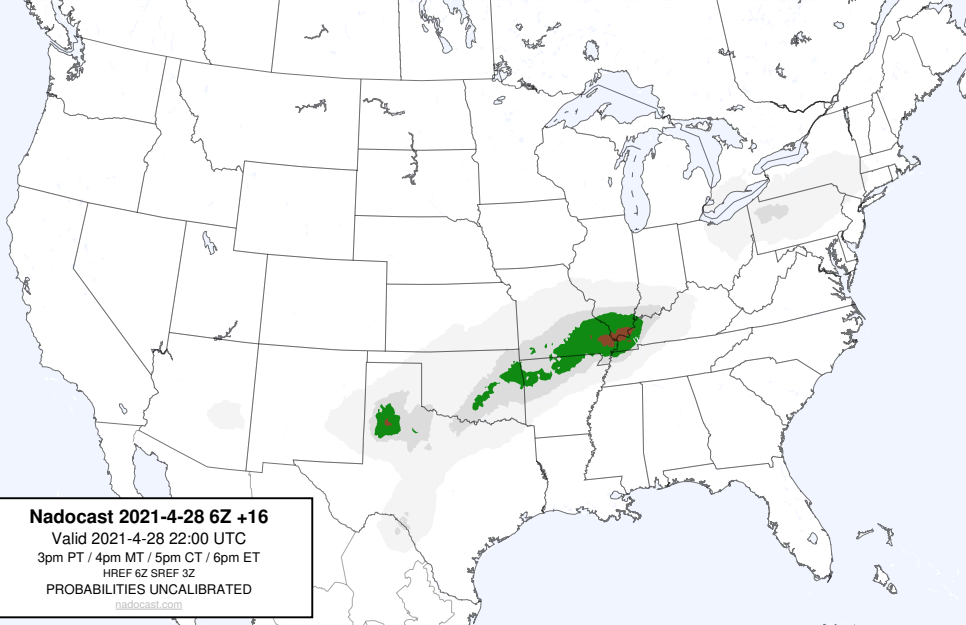 Nadocast 2021-4-28 6Z +16
Valid 2021-4-28 22:00 UTC
3pm PT / 4pm MT / 5pm CT / 6pm ET
HREF 6Z SREF 3Z
PROBABILITIES UNCALIBRATED
nadocast.com